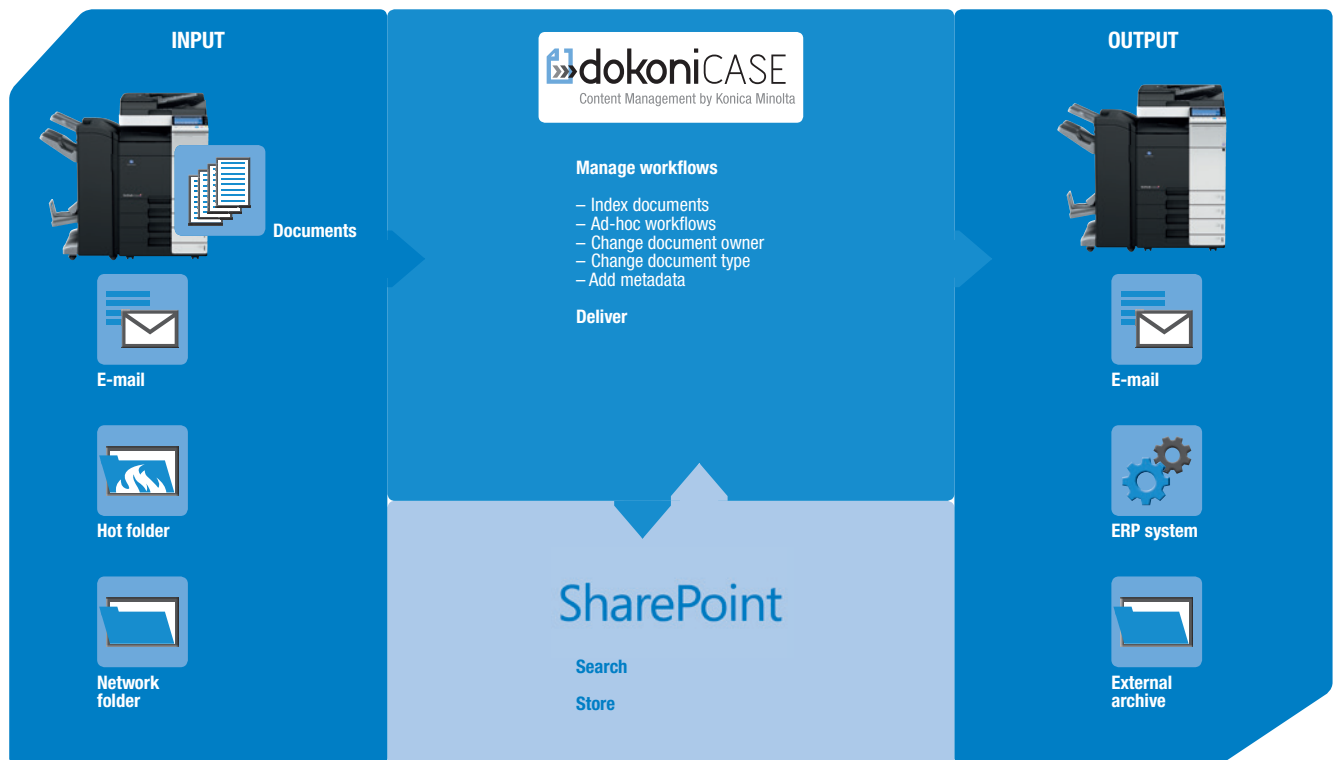 INPUT
Documents
E-mail
Hot folder
Network
folder
dokoniCASE
Content Management by Konica Minolta
Manage workflows
– Index documents
– Ad-hoc workflows
– Change document owner
– Change document type
– Add metadata
Deliver
SharePoint
Search
Store
OUTPUT
E-mail
ERP system
External
archive